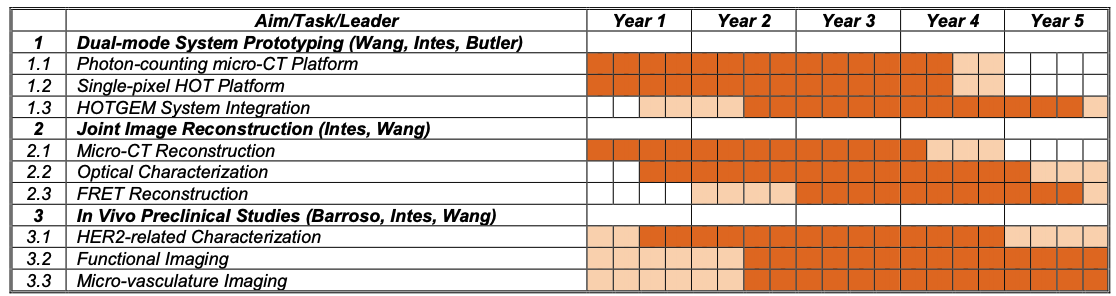 Aim/Task/Leader Year 1 Year 2 Year 3 Year 4 Year 5
1 Dual-mode System Prototyping (Wang, Intes, Butler)
1.1 Photon-counting micro-CT Platform
1.2 Single-pixel HOT Platform
1.3 HOTGEM System Integration
2 Joint Image Reconstruction (Intes, Wang)
2.1 Micro-CT Reconstruction
2.2 Optical Characterization
2.3 FRET Reconstruction
3 In Vivo Preclinical Studies (Barroso, Intes, Wang)
3.1 HER2-related Characterization
3.2 Functional Imaging
3.3 Micro-vasculature Imaging